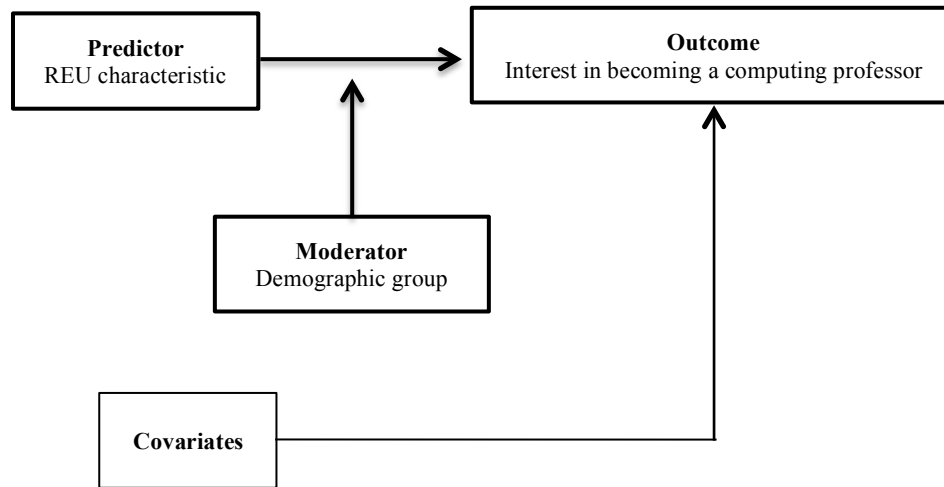 Predictor
REU characteristic
Outcome
Interest in becoming a computing professor
Moderator
Demographic group
Covariates